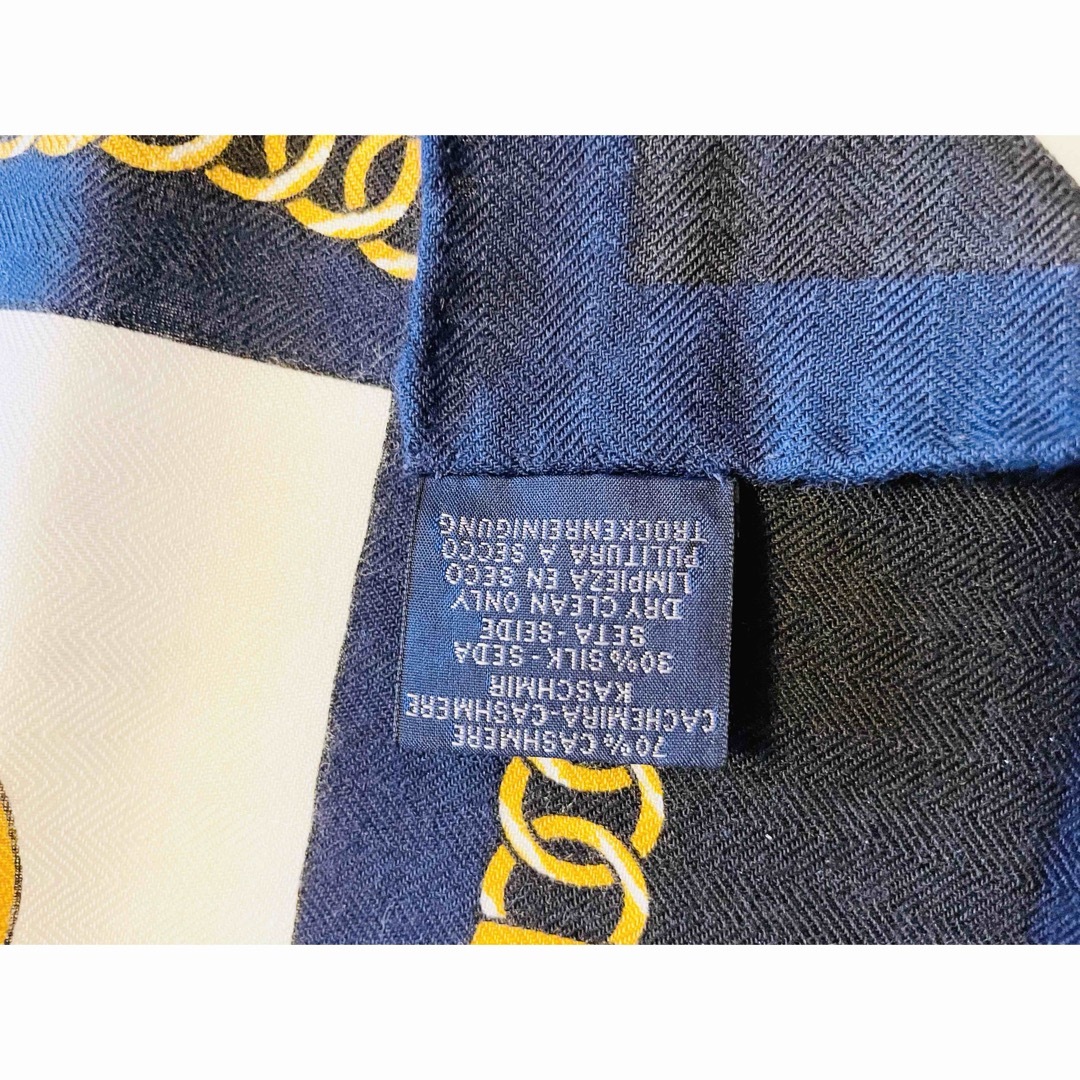 70% CASHMERE
CACHEMIRA-CASHMERE
KASCHMIR
30% SILK-SEDA
SETA-SEIDE
DRY CLEAN ONLY
LIMPIEZA EN SECO
PULITURA A SECCO
TROCKENREINIGUNG